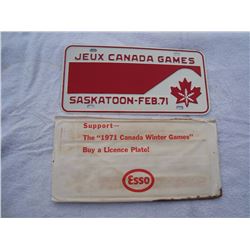 JEUX CANADA GAMES
SASKATOON-FEB.71
Support—
The "1971 Canada Winter Games"
Buy a Licence Plate!
Esso